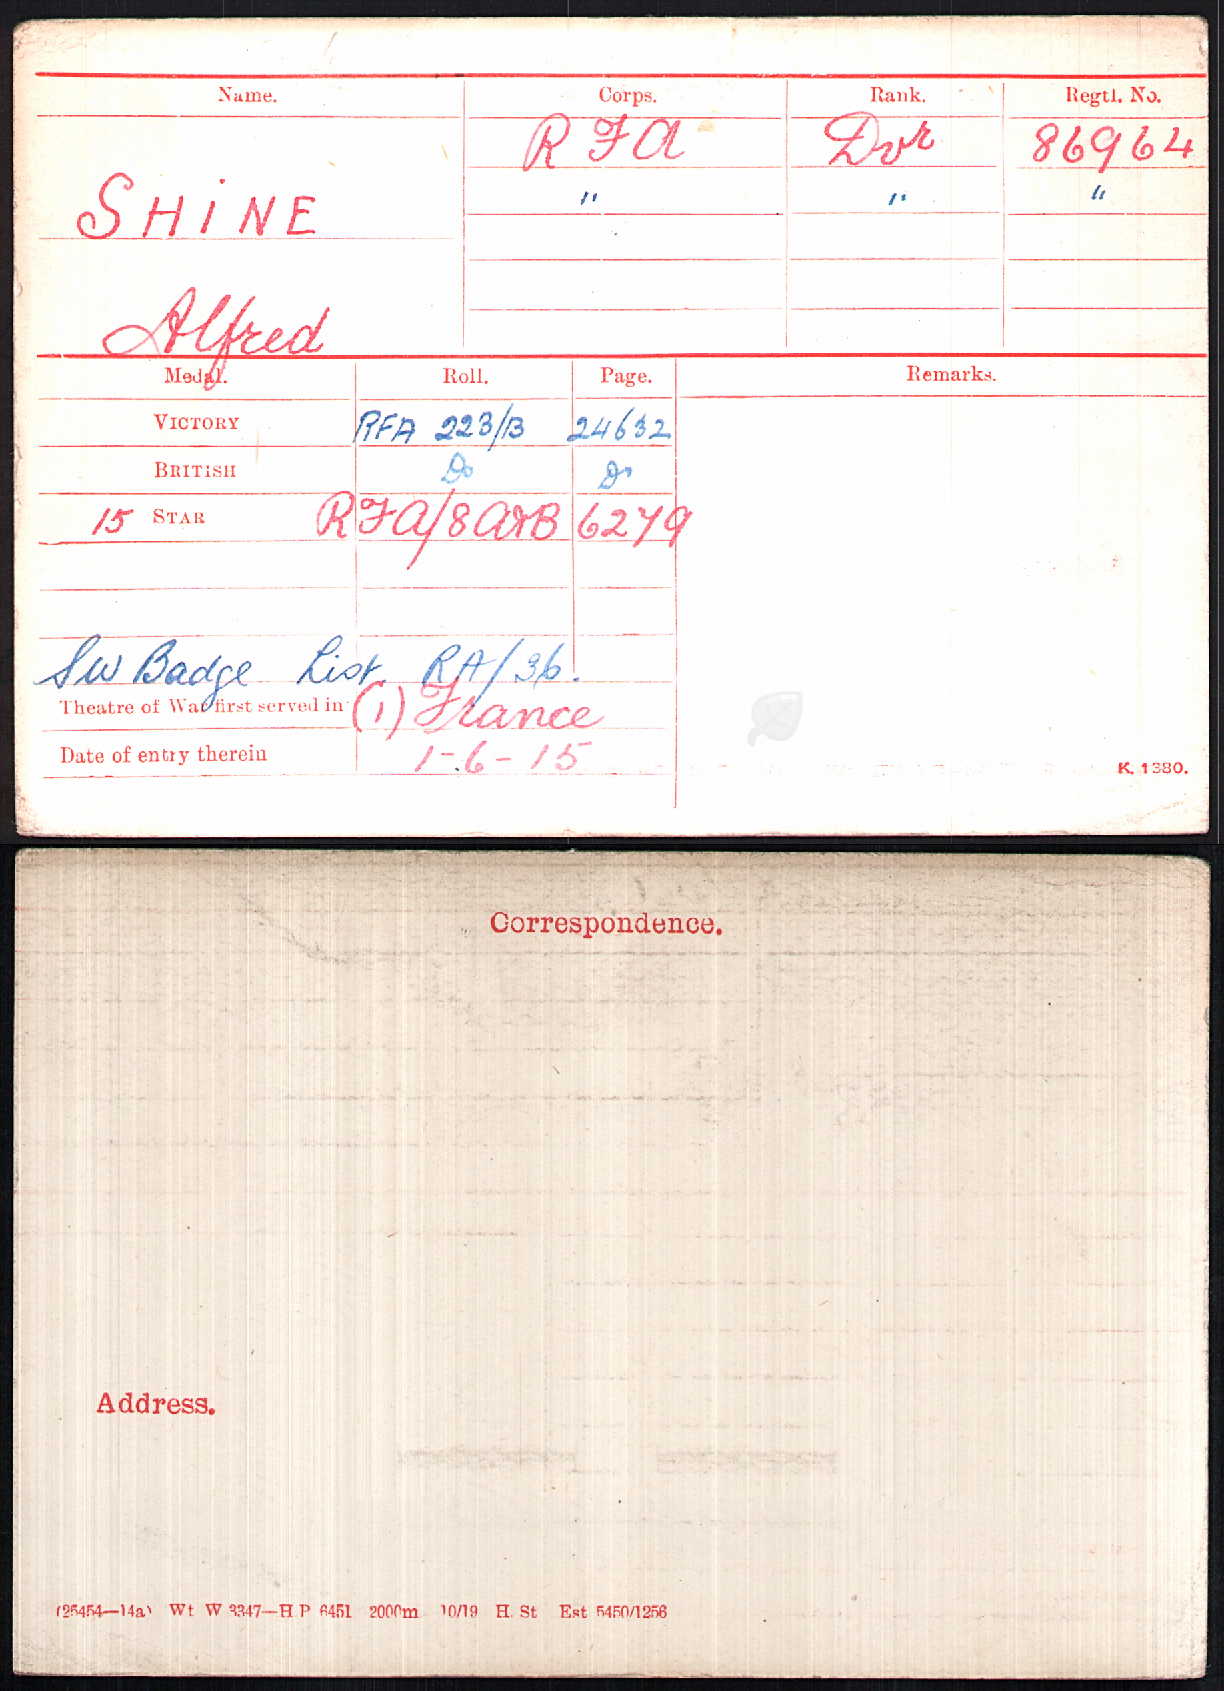 Name. Corps. Rank. Regtl. No.
R F A Dvr 86964
SHINE " " "
Alfred
Medal. Roll. Page. Remarks.
VICTORY RFA 223/B 24632
BRITISH Do Do
15 STAR RFA/8A&B 6279
SW Badge List. RA/36.
Theatre of War first served in (1) France
Date of entry therein 1-6-15
K. 1380.
Correspondence.
Address.
(25454—14a) Wt W 3347—H P 6451 2000m 10/19 H. St Est 5450/1256